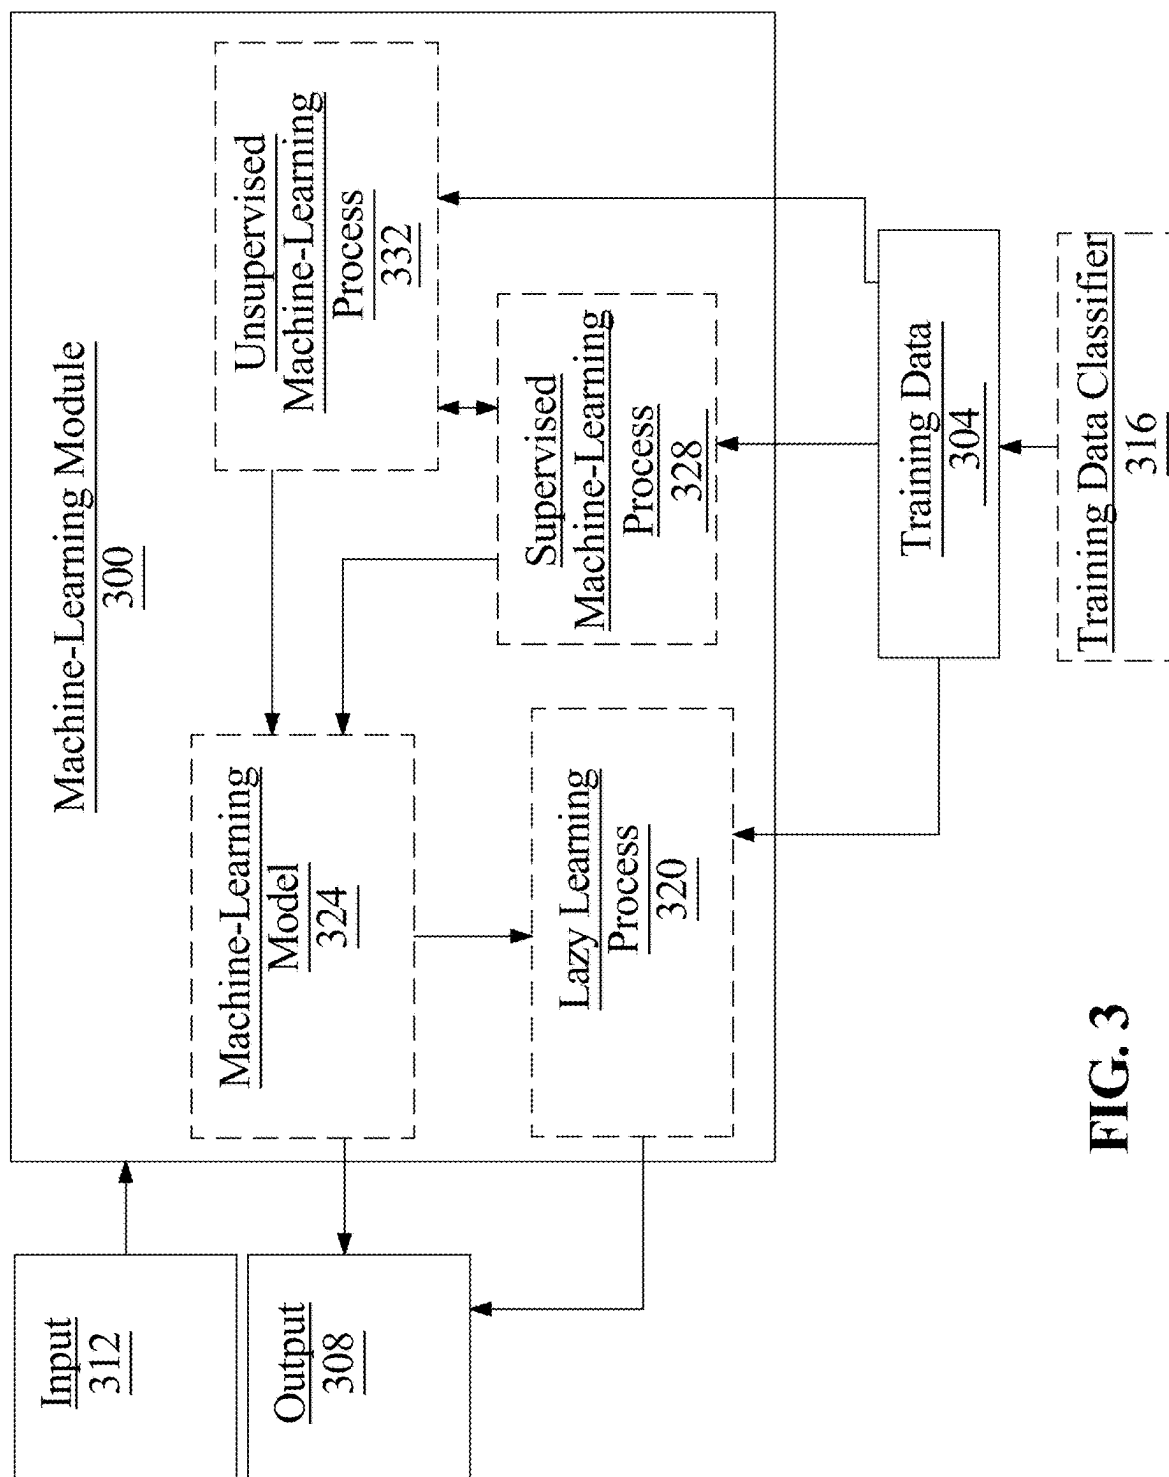 Machine-Learning Module
300
Input
312
Output
308
Machine-Learning
Model
324
Unsupervised
Machine-Learning
Process
332
Supervised
Machine-Learning
Process
328
Lazy Learning
Process
320
Training Data
304
Training Data Classifier
316
FIG. 3